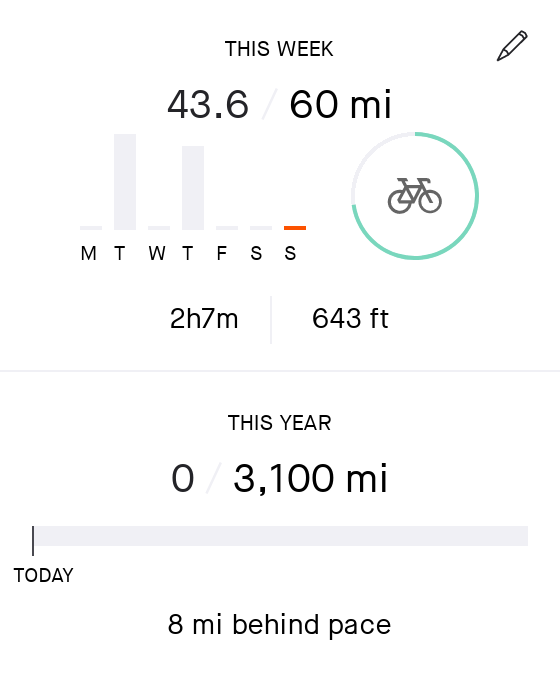 THIS WEEK
43.6 / 60 mi
M T W T F S S
2h7m 643 ft
THIS YEAR
0 / 3,100 mi
TODAY
8 mi behind pace